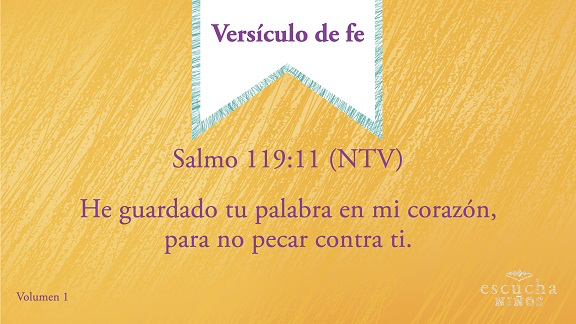 Versículo de fe
Salmo 119:11 (NTV)
He guardado tu palabra en mi corazón,
para no pecar contra ti.
Volumen 1
escucha
NIÑOS